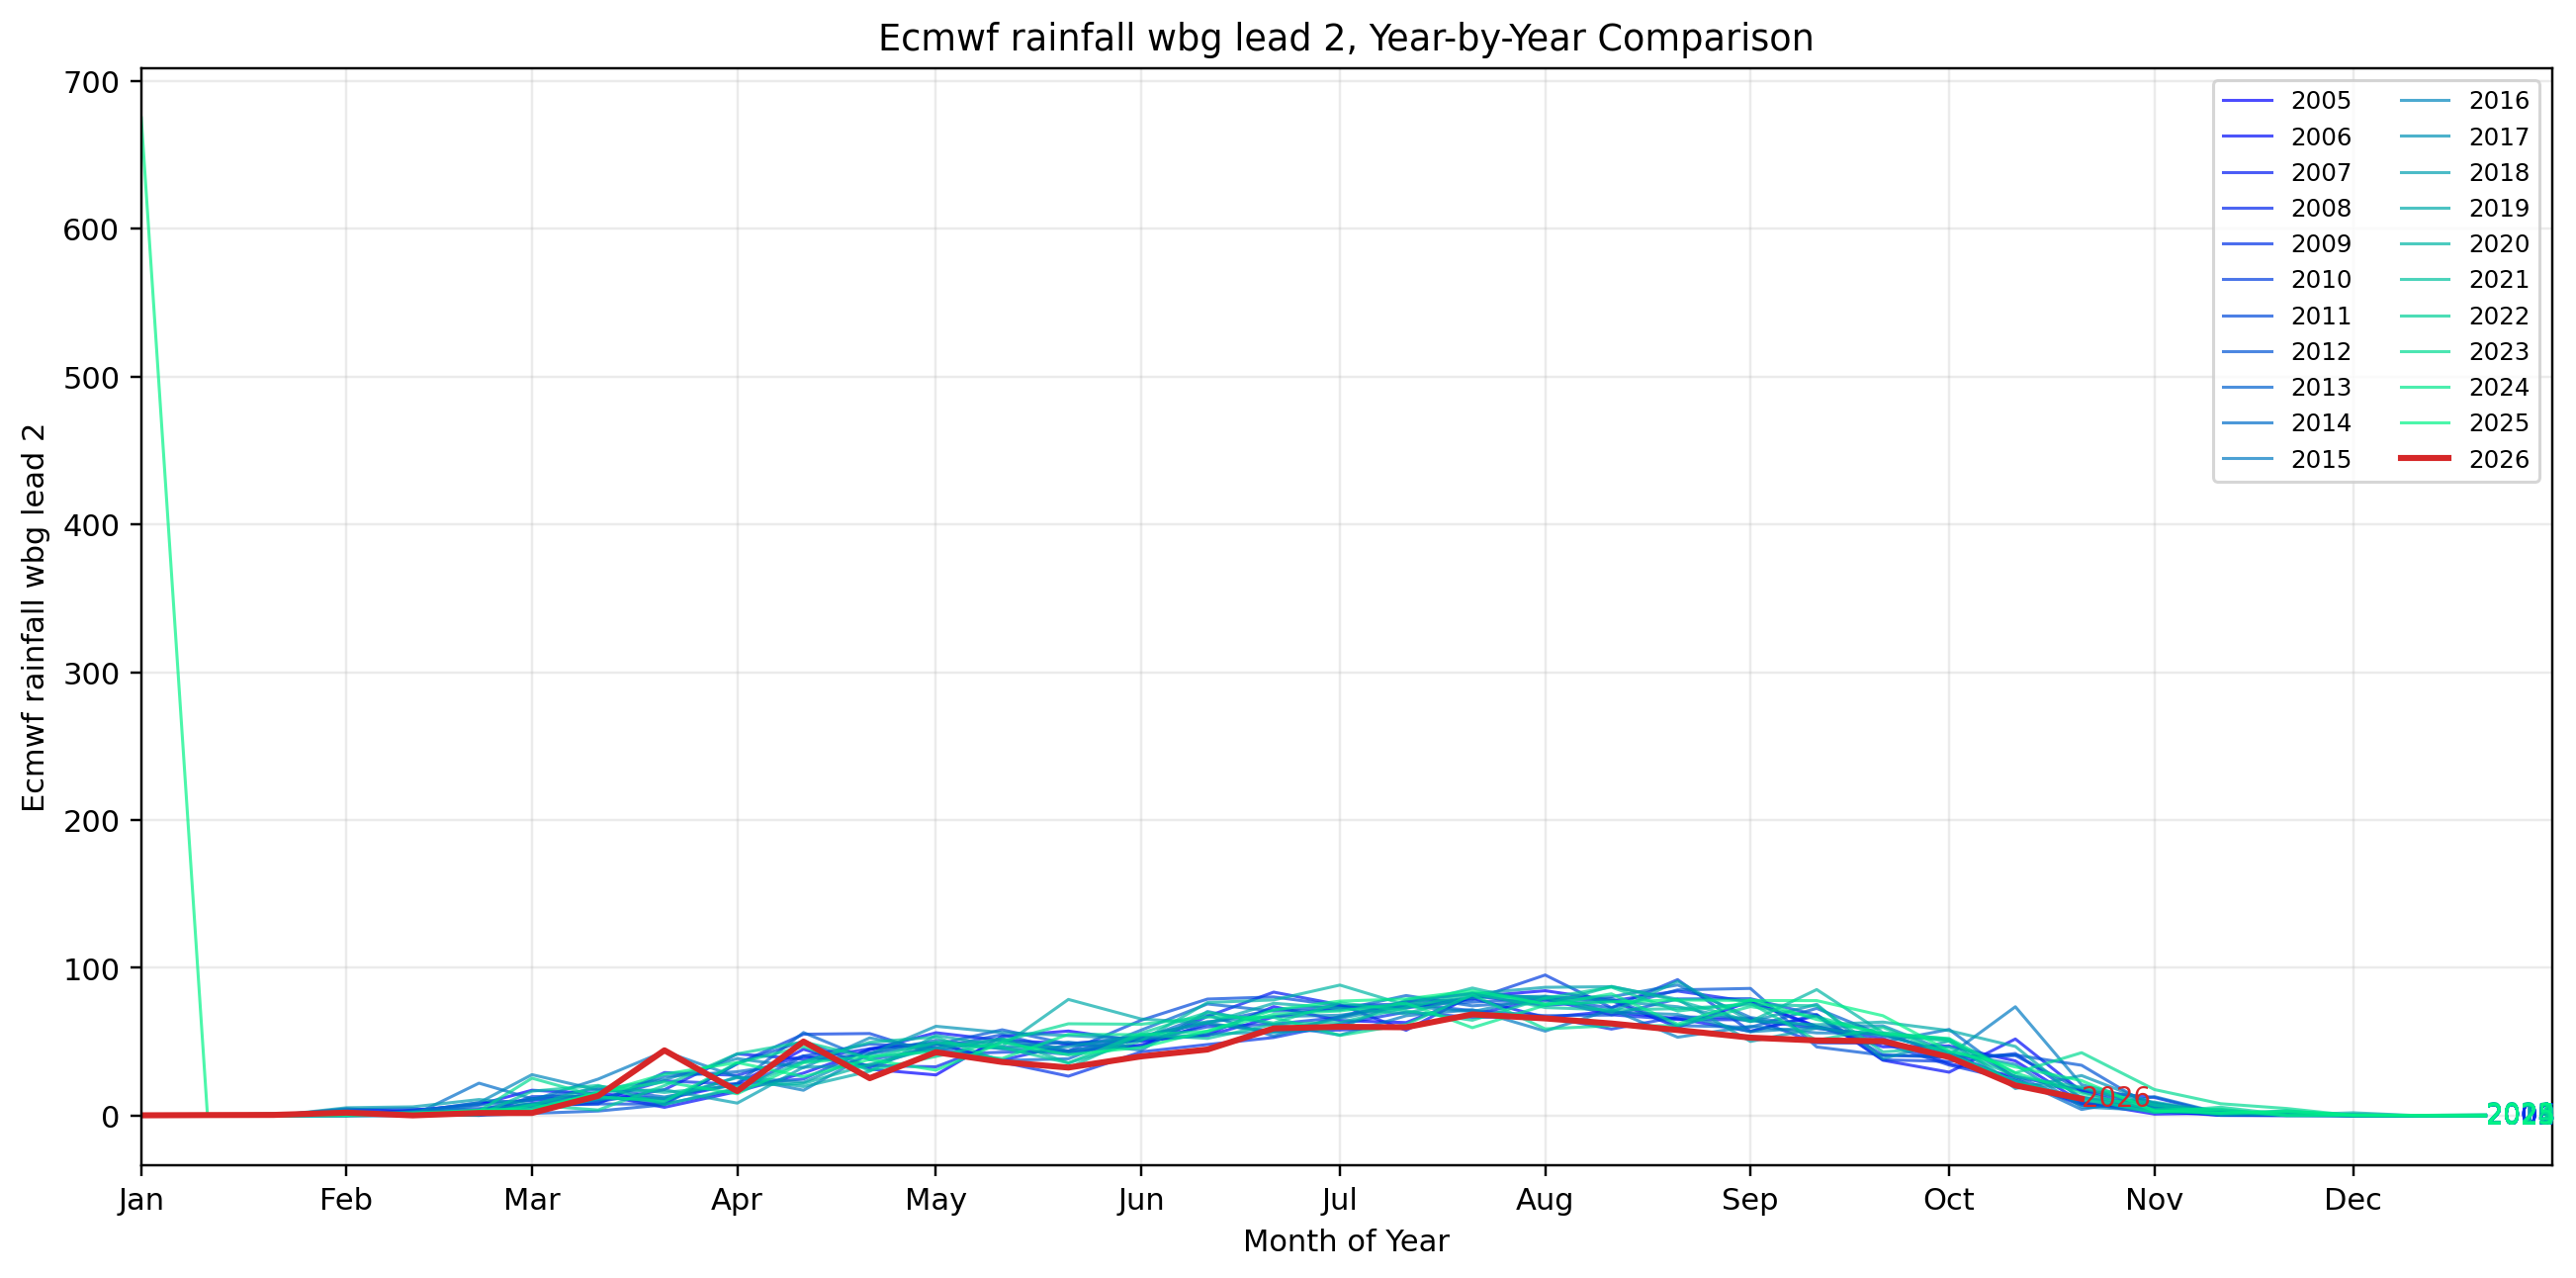 Ecmwf rainfall wbg lead 2, Year-by-Year Comparison
Ecmwf rainfall wbg lead 2
700
600
500
400
300
200
100
0
2005
2006
2007
2008
2009
2010
2011
2012
2013
2014
2015
2016
2017
2018
2019
2020
2021
2022
2023
2024
2025
2026
2026
Jan
Feb
Mar
Apr
May
Jun
Jul
Aug
Sep
Oct
Nov
Dec
Month of Year